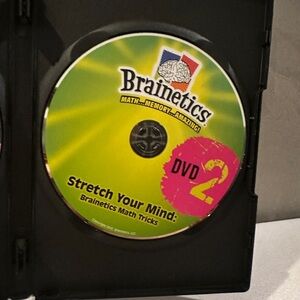 Brainetics
MATH...MEMORY...AMAZING!
DVD 2
Stretch Your Mind:
Brainetics Math Tricks